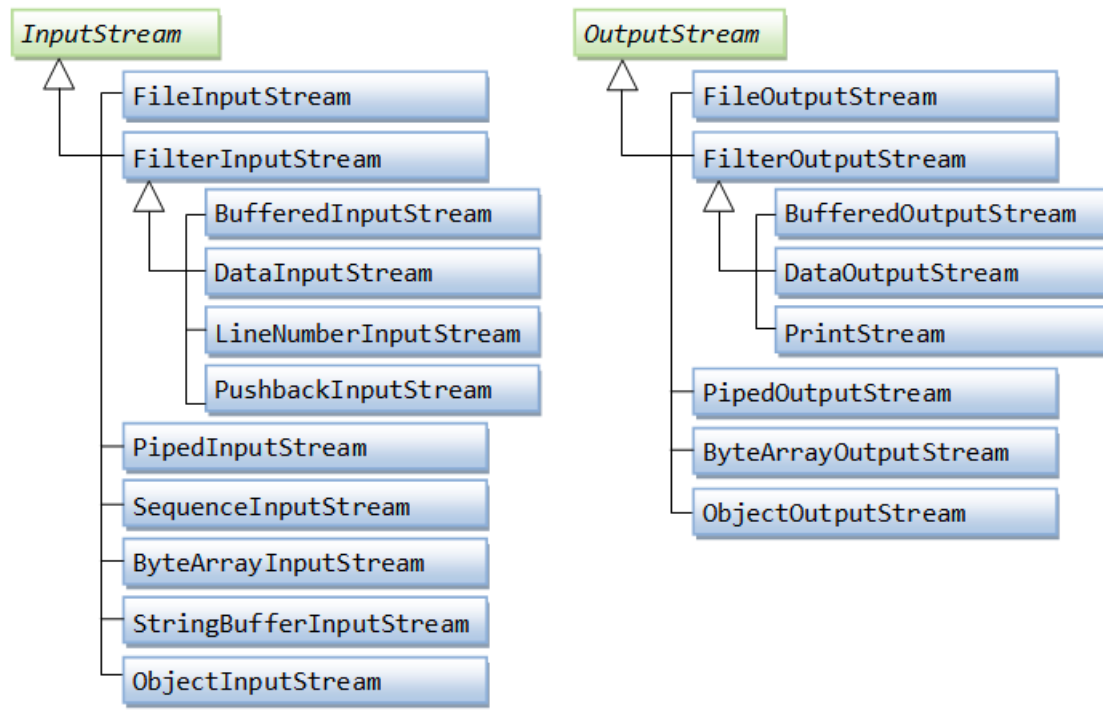 InputStream
FileInputStream
FilterInputStream
BufferedInputStream
DataInputStream
LineNumberInputStream
PushbackInputStream
PipedInputStream
SequenceInputStream
ByteArrayInputStream
StringBufferInputStream
ObjectInputStream
OutputStream
FileOutputStream
FilterOutputStream
BufferedOutputStream
DataOutputStream
PrintStream
PipedOutputStream
ByteArrayOutputStream
ObjectOutputStream